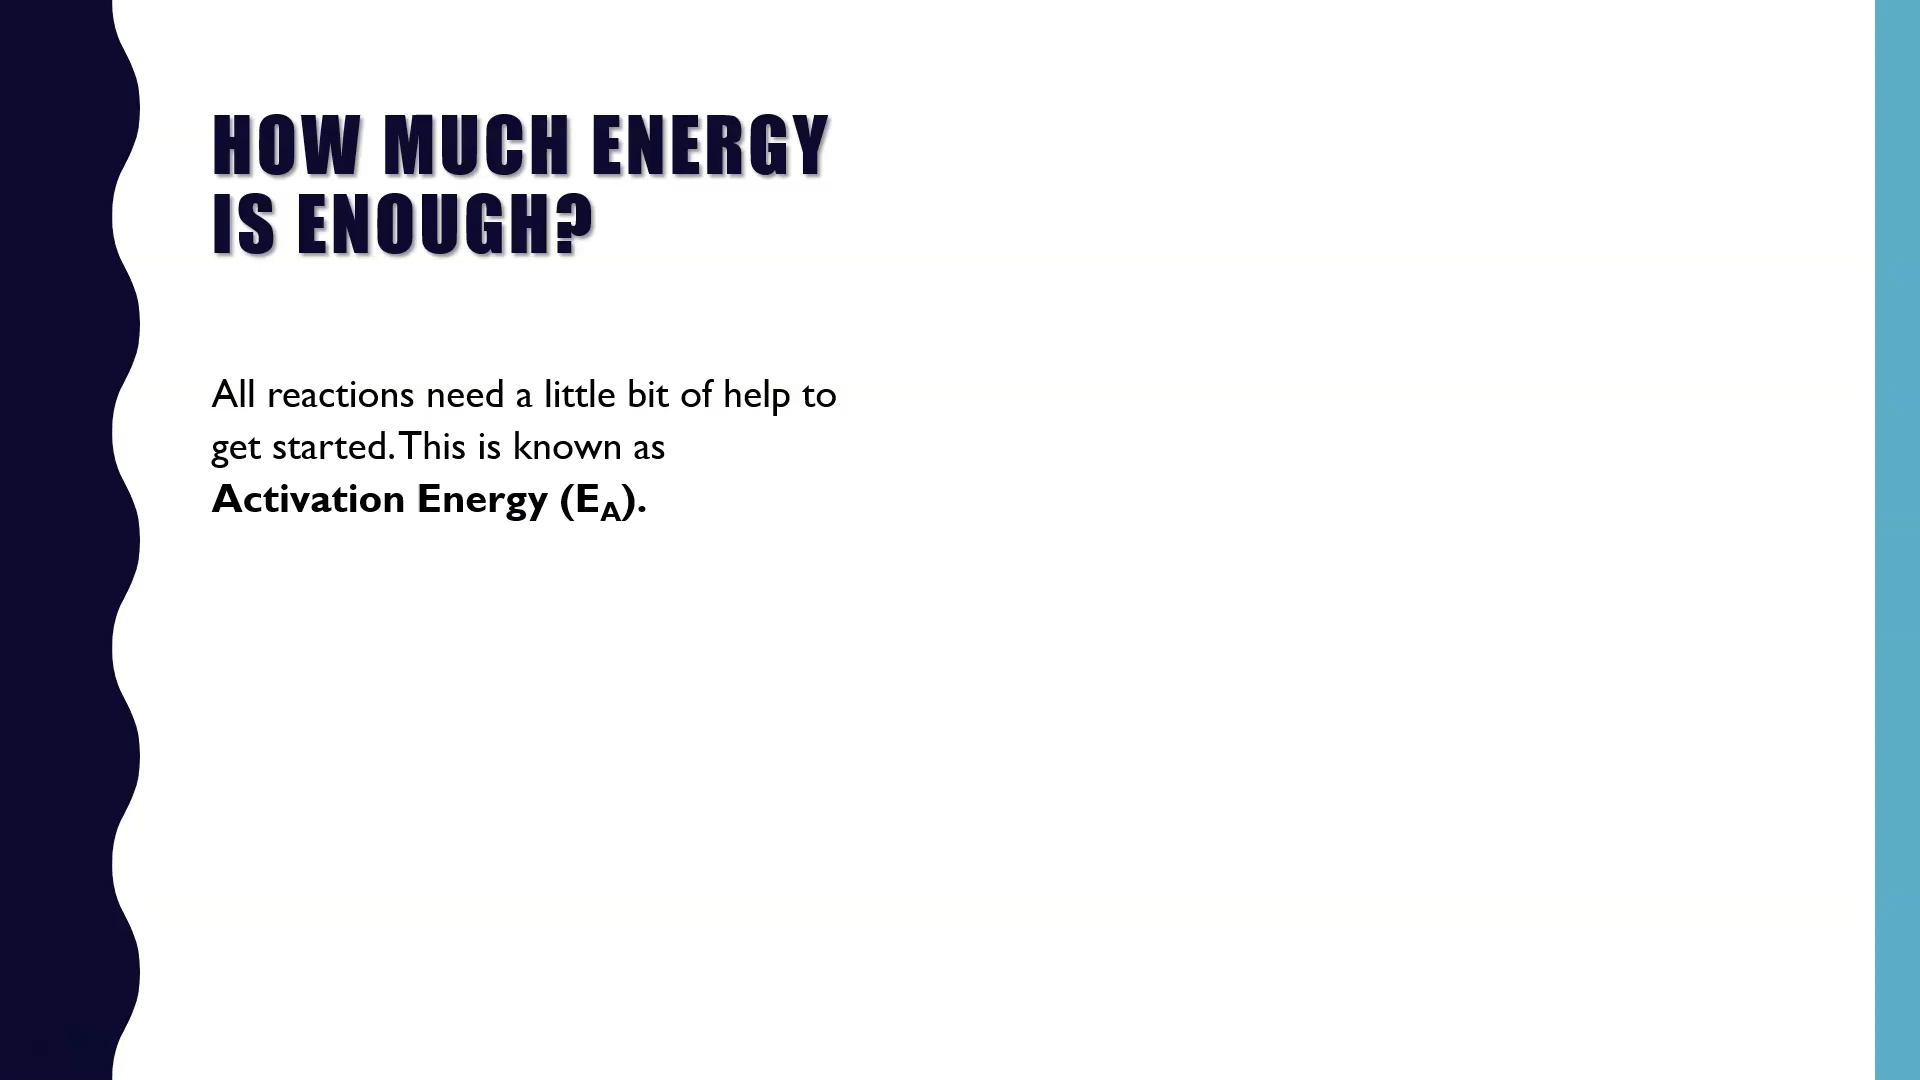 HOW MUCH ENERGY
IS ENOUGH?
All reactions need a little bit of help to
get started. This is known as
Activation Energy (EA).